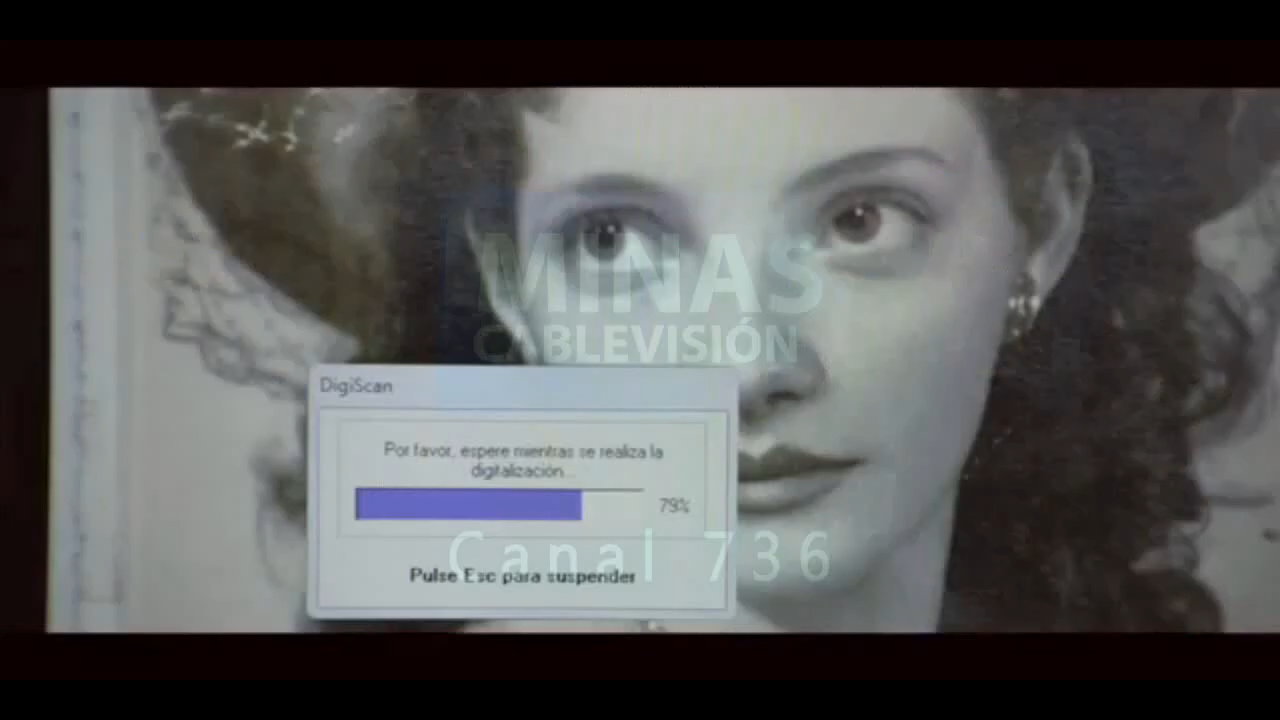 MINAS
CABLEVISIÓN
DigiScan
Por favor, espere mientras se realiza la
digitalización...
79%
Canal 736
Pulse Esc para suspender